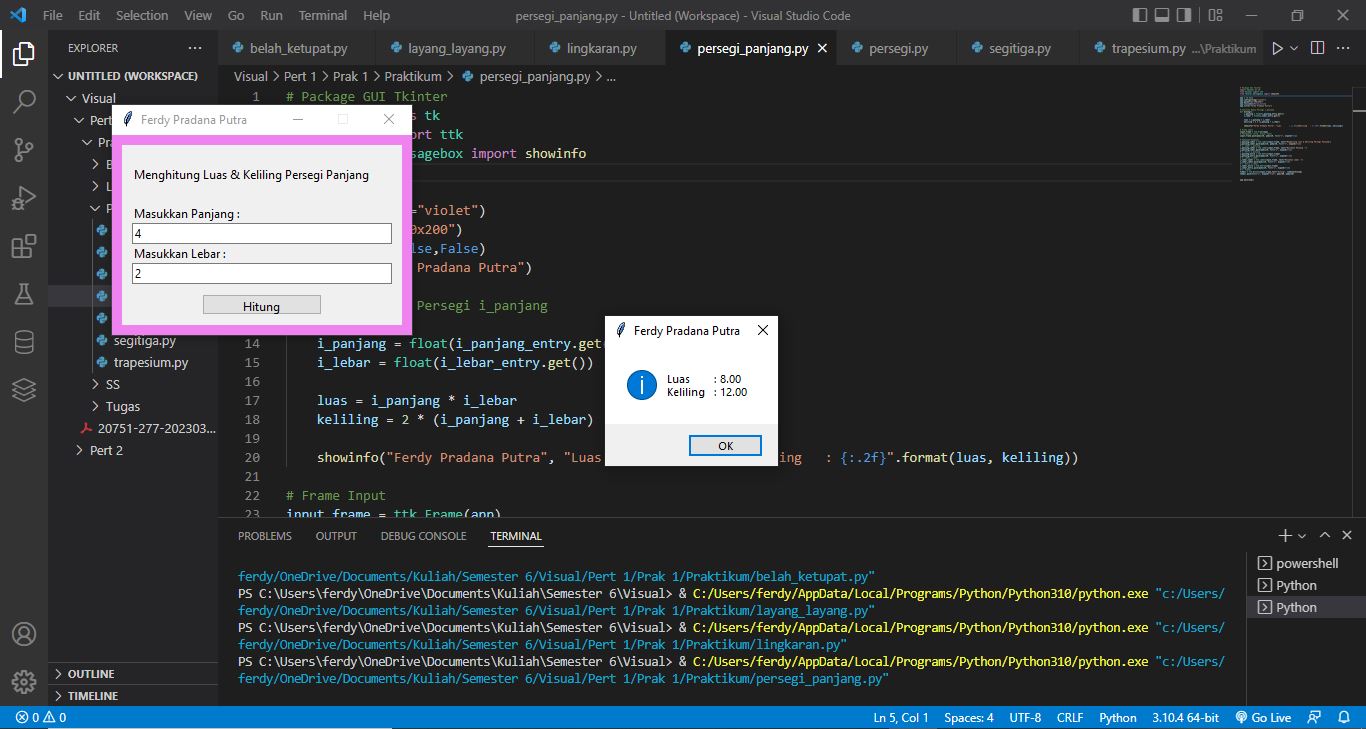 File Edit Selection View Go Run Terminal Help persegi_panjang.py - Untitled (Workspace) - Visual Studio Code
EXPLORER
belah_ketupat.py layang_layang.py lingkaran.py persegi_panjang.py persegi.py segitiga.py trapesium.py ...\Praktikum
UNTITLED (WORKSPACE)
Visual > Pert 1 > Prak 1 > Praktikum > persegi_panjang.py > ...
Visual
Pert
segitiga.py
trapesium.py
SS
Tugas
20751-277-202303...
Pert 2
OUTLINE
TIMELINE
Ferdy Pradana Putra
Menghitung Luas & Keliling Persegi Panjang
Masukkan Panjang :
4
Masukkan Lebar :
2
Hitung
1 # Package GUI Tkinter
tk
ttk
import showinfo
="violet")
0x200")
lse,False)
Pradana Putra")
Persegi i_panjang
14 i_panjang = float(i_panjang_entry.get
15 i_lebar = float(i_lebar_entry.get())
16
17 luas = i_panjang * i_lebar
18 keliling = 2 * (i_panjang + i_lebar)
19
20 showinfo("Ferdy Pradana Putra", "Luas ing : {:.2f}".format(luas, keliling))
21
22 # Frame Input
23 input_frame = ttk.Frame(app)
Ferdy Pradana Putra
Luas : 8.00
Keliling : 12.00
OK
PROBLEMS OUTPUT DEBUG CONSOLE TERMINAL
ferdy/OneDrive/Documents/Kuliah/Semester 6/Visual/Pert 1/Prak 1/Praktikum/belah_ketupat.py"
PS C:\Users\ferdy\OneDrive\Documents\Kuliah\Semester 6\Visual> & C:/Users/ferdy/AppData/Local/Programs/Python/Python310/python.exe "c:/Users/
ferdy/OneDrive/Documents/Kuliah/Semester 6/Visual/Pert 1/Prak 1/Praktikum/layang_layang.py"
PS C:\Users\ferdy\OneDrive\Documents\Kuliah\Semester 6\Visual> & C:/Users/ferdy/AppData/Local/Programs/Python/Python310/python.exe "c:/Users/
ferdy/OneDrive/Documents/Kuliah/Semester 6/Visual/Pert 1/Prak 1/Praktikum/lingkaran.py"
PS C:\Users\ferdy\OneDrive\Documents\Kuliah\Semester 6\Visual> & C:/Users/ferdy/AppData/Local/Programs/Python/Python310/python.exe "c:/Users/
ferdy/OneDrive/Documents/Kuliah/Semester 6/Visual/Pert 1/Prak 1/Praktikum/persegi_panjang.py"
powershell
Python
Python
0 0 Ln 5, Col 1 Spaces: 4 UTF-8 CRLF Python 3.10.4 64-bit Go Live